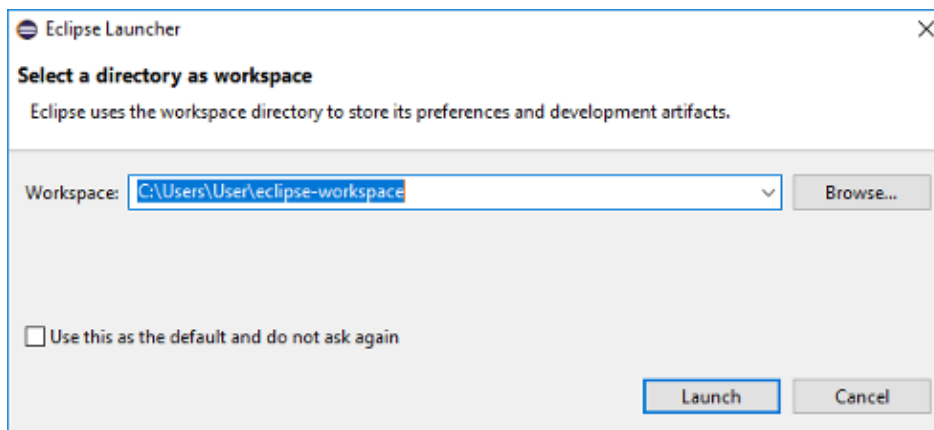 Eclipse Launcher
Select a directory as workspace
Eclipse uses the workspace directory to store its preferences and development artifacts.
Workspace: C:\Users\User\eclipse-workspace Browse...
Use this as the default and do not ask again
Launch Cancel